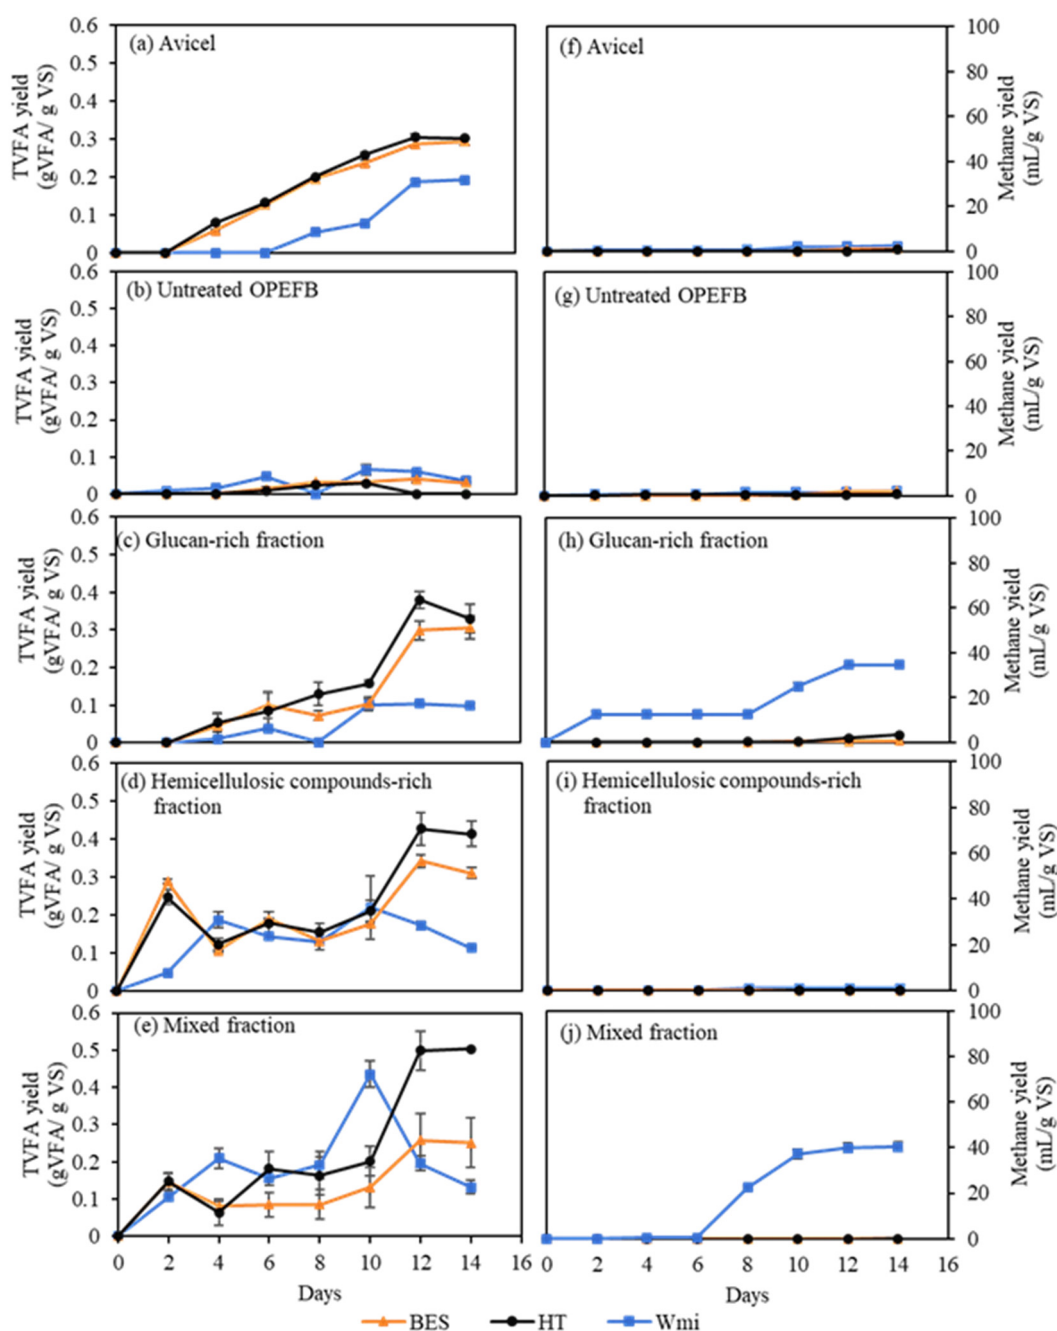 (a) Avicel
0.6
0.5
0.4
0.3
0.2
0.1
0
TVFA yield
(gVFA/ g VS)
(f) Avicel
100
80
60
40
20
0
Methane yield
(mL/g VS)
(b) Untreated OPEFB
0.6
0.5
0.4
0.3
0.2
0.1
0
TVFA yield
(gVFA/ g VS)
(g) Untreated OPEFB
100
80
60
40
20
0
Methane yield
(mL/g VS)
(c) Glucan-rich fraction
0.6
0.5
0.4
0.3
0.2
0.1
0
TVFA yield
(gVFA/ g VS)
(h) Glucan-rich fraction
100
80
60
40
20
0
Methane yield
(mL/g VS)
(d) Hemicellulosic compounds-rich
fraction
0.6
0.5
0.4
0.3
0.2
0.1
0
TVFA yield
(gVFA/ g VS)
(i) Hemicellulosic compounds-rich
fraction
100
80
60
40
20
0
Methane yield
(mL/g VS)
(e) Mixed fraction
0.6
0.5
0.4
0.3
0.2
0.1
0
TVFA yield
(gVFA/ g VS)
0 2 4 6 8 10 12 14 16
Days
(j) Mixed fraction
100
80
60
40
20
0
Methane yield
(mL/g VS)
0 2 4 6 8 10 12 14 16
Days
BES HT Wmi